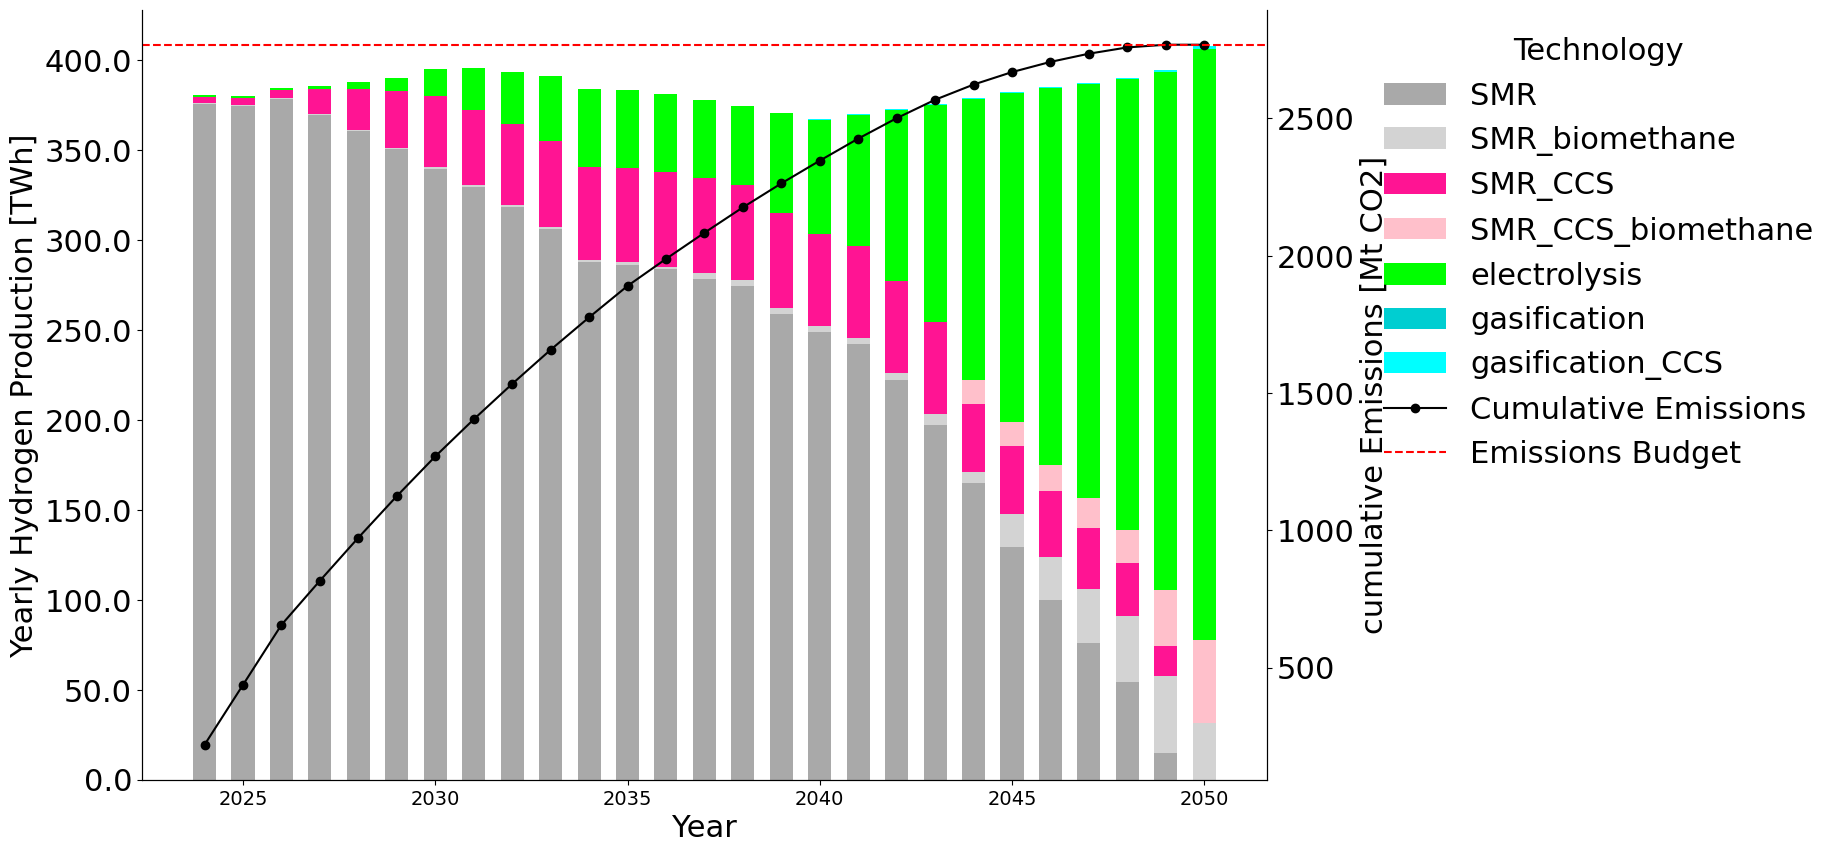 Yearly Hydrogen Production [TWh]
400.0
350.0
300.0
250.0
200.0
150.0
100.0
50.0
0.0
2025
2030
2035
2040
2045
2050
Year
2500
2000
1500
1000
500
cumulative Emissions [Mt CO2]
Technology
SMR
SMR_biomethane
SMR_CCS
SMR_CCS_biomethane
electrolysis
gasification
gasification_CCS
Cumulative Emissions
Emissions Budget